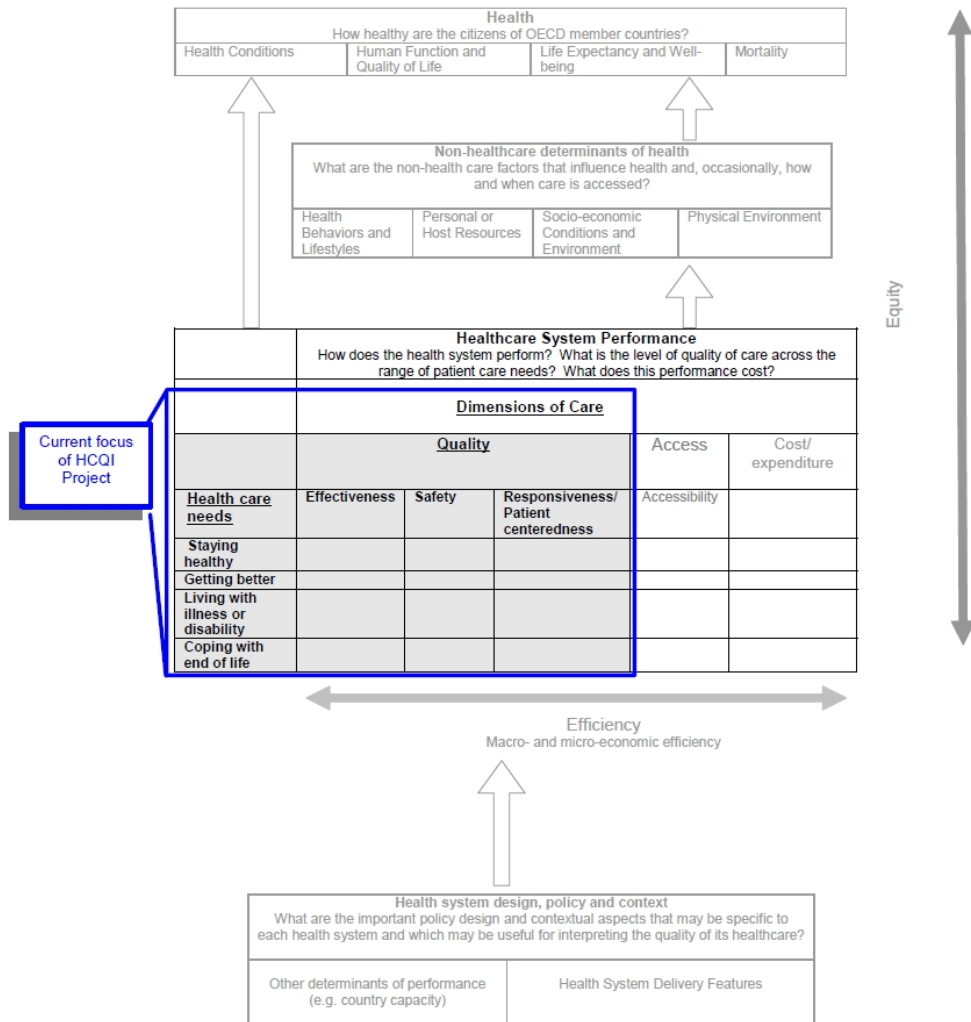 Health
How healthy are the citizens of OECD member countries?
Health Conditions
Human Function and
Quality of Life
Life Expectancy and Well-
being
Mortality
Non-healthcare determinants of health
What are the non-health care factors that influence health and, occasionally, how
and when care is accessed?
Health
Behaviors and
Lifestyles
Personal or
Host Resources
Socio-economic
Conditions and
Environment
Physical Environment
Equity
Healthcare System Performance
How does the health system perform? What is the level of quality of care across the
range of patient care needs? What does this performance cost?
Dimensions of Care
Current focus
of HCQI
Project
Quality
Access
Cost/
expenditure
Health care
needs
Effectiveness
Safety
Responsiveness/
Patient
centeredness
Accessibility
Staying
healthy
Getting better
Living with
illness or
disability
Coping with
end of life
Efficiency
Macro- and micro-economic efficiency
Health system design, policy and context
What are the important policy design and contextual aspects that may be specific to
each health system and which may be useful for interpreting the quality of its healthcare?
Other determinants of performance
(e.g. country capacity)
Health System Delivery Features